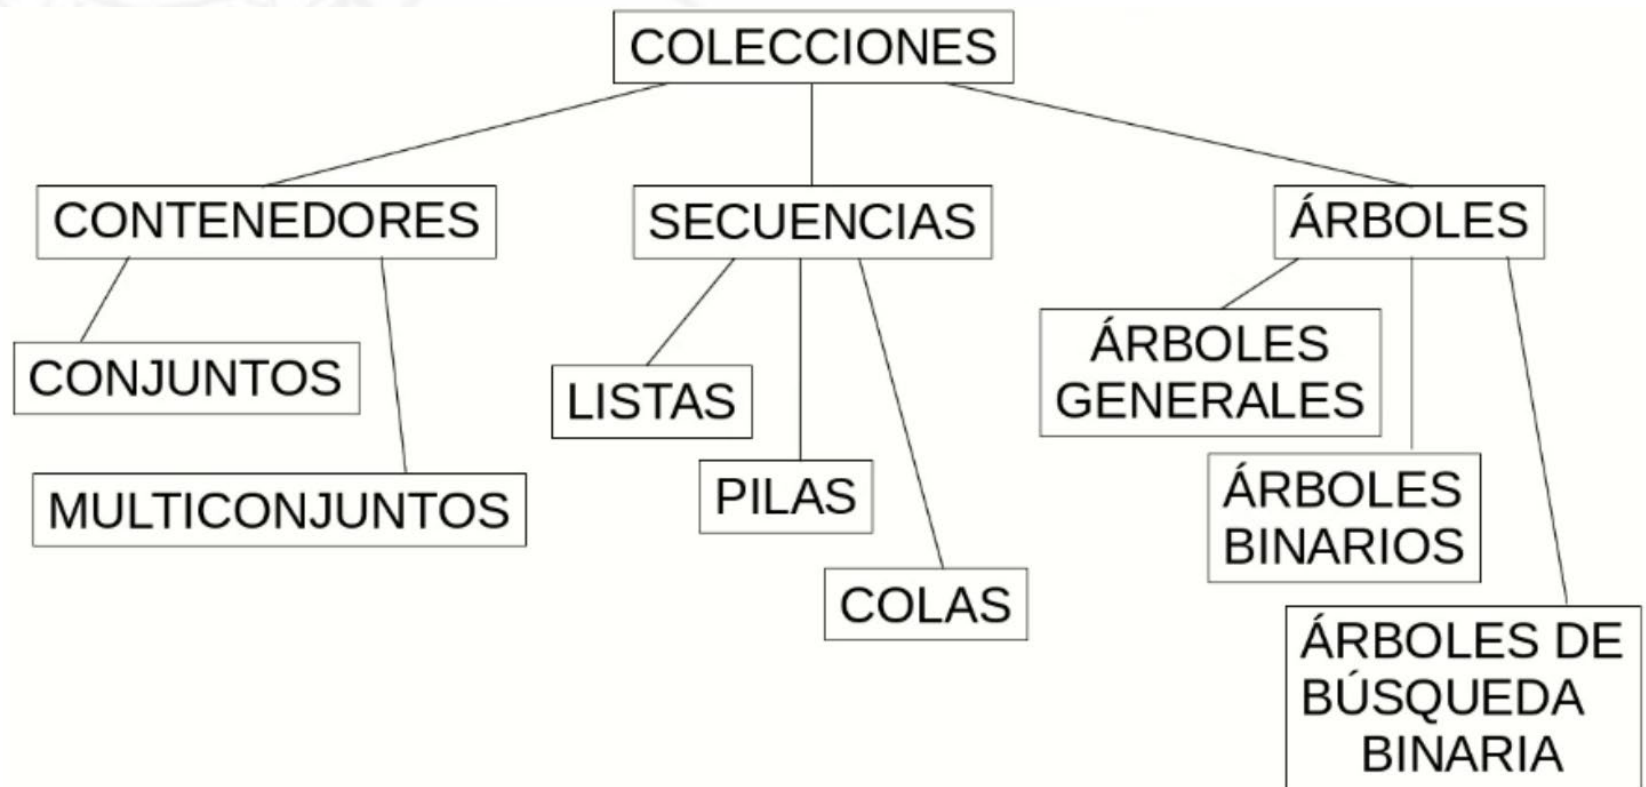 COLECCIONES
CONTENEDORES
SECUENCIAS
ÁRBOLES
CONJUNTOS
MULTICONJUNTOS
LISTAS
PILAS
COLAS
ÁRBOLES
GENERALES
ÁRBOLES
BINARIOS
ÁRBOLES DE
BÚSQUEDA
BINARIA